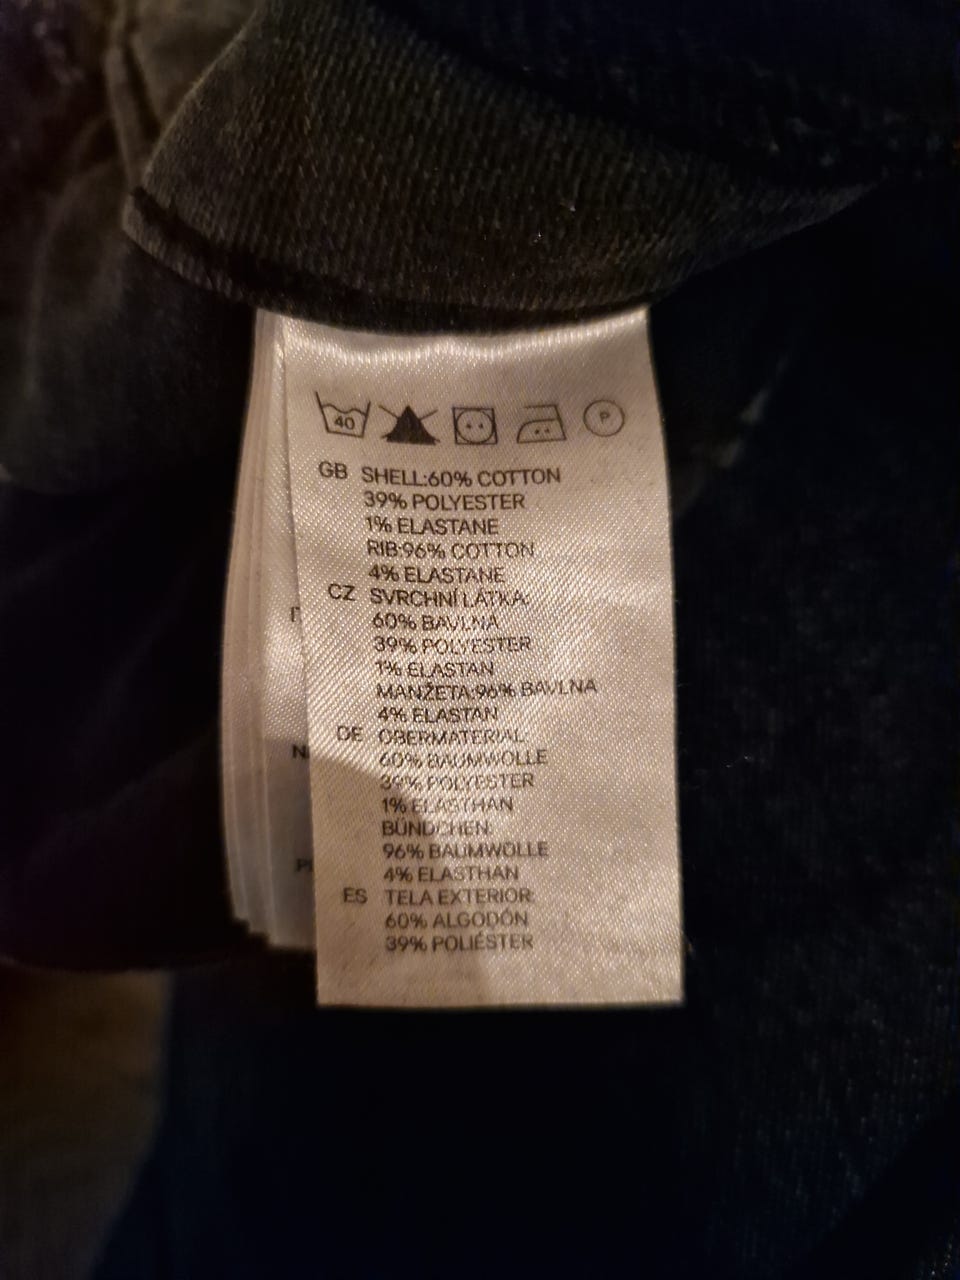 40
P
GB SHELL:60% COTTON
39% POLYESTER
1% ELASTANE
RIB:96% COTTON
4% ELASTANE
CZ SVRCHNÍ LÁTKA:
60% BAVLNA
39% POLYESTER
1% ELASTAN
MANŽETA:96% BAVLNA
4% ELASTAN
DE OBERMATERIAL:
60% BAUMWOLLE
39% POLYESTER
1% ELASTHAN
BÜNDCHEN:
96% BAUMWOLLE
4% ELASTHAN
ES TELA EXTERIOR:
60% ALGODÓN
39% POLIÉSTER